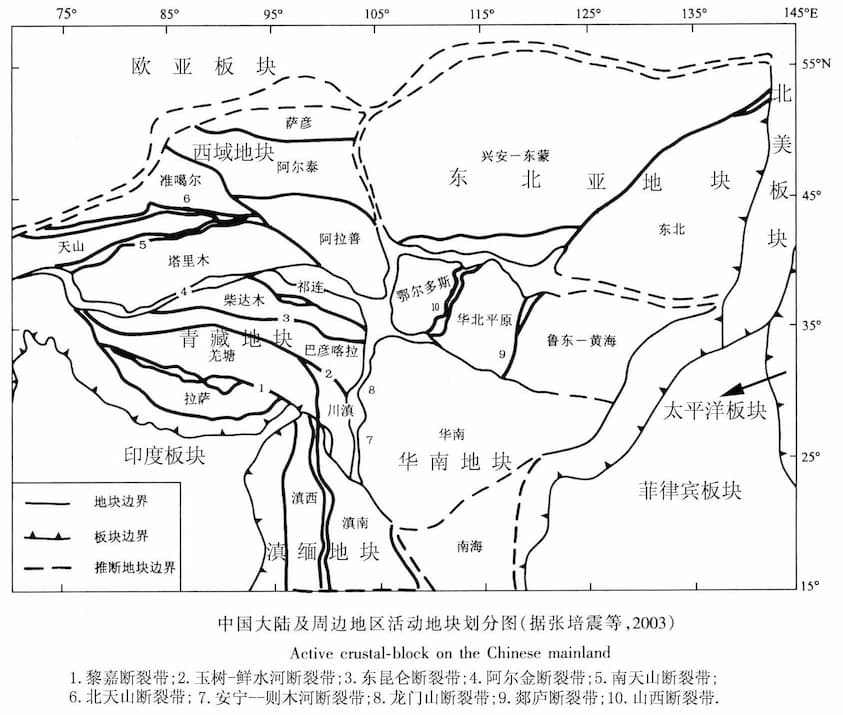 75° 85° 95° 105° 115° 125° 135° 145°E
欧亚板块
55°N
北美板块
萨彦
西域地块
阿尔泰
兴安—东蒙
东北亚地块
准噶尔
6
45°
东北
天山
5
阿拉善
塔里木
4
柴达木
祁连
鄂尔多斯
10
3
华北平原
35°
青藏地块
羌塘
巴彦喀拉
9
鲁东—黄海
2
1
8
拉萨
川滇
太平洋板块
7
华南
印度板块
华南地块
25°
菲律宾板块
地块边界
滇西
板块边界
滇南
推断地块边界
滇缅地块
南海
15°
中国大陆及周边地区活动地块划分图(据张培震等,2003)
Active crustal-block on the Chinese mainland
1.黎嘉断裂带;2.玉树-鲜水河断裂带;3.东昆仑断裂带;4.阿尔金断裂带;5.南天山断裂带;
6.北天山断裂带;7.安宁--则木河断裂带;8.龙门山断裂带;9.郯庐断裂带;10.山西断裂带.